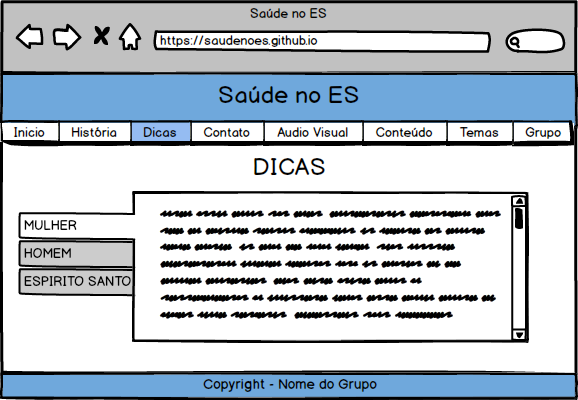 Saúde no ES
https://saudenoes.github.io
Saúde no ES
Inicio História Dicas Contato Audio Visual Conteúdo Temas Grupo
DICAS
MULHER
HOMEM
ESPIRITO SANTO
Copyright - Nome do Grupo